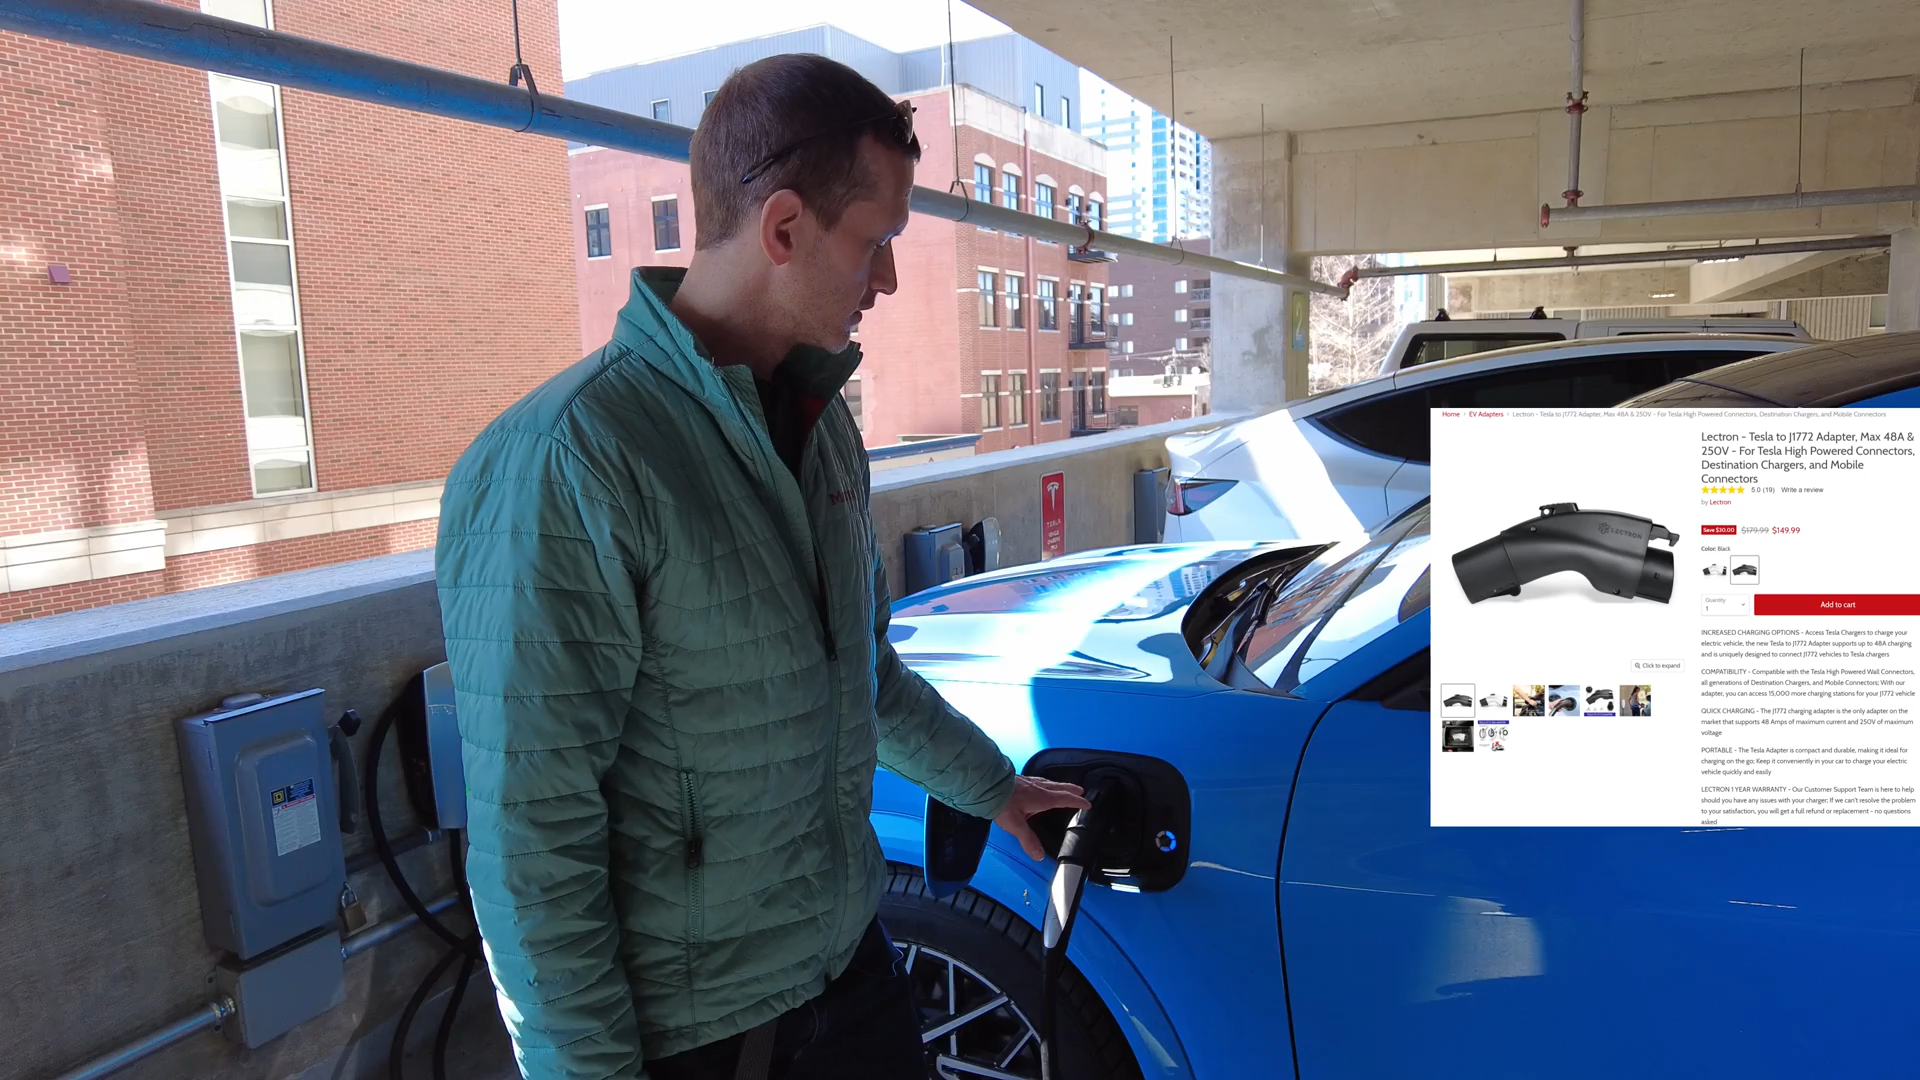 TESLA
2
Home > EV Adapters > Lectron - Tesla to J1772 Adapter, Max 48A & 250V - For Tesla High Powered Connectors, Destination Chargers, and Mobile Connectors
Lectron - Tesla to J1772 Adapter, Max 48A &
250V - For Tesla High Powered Connectors,
Destination Chargers, and Mobile
Connectors
5.0 (19) Write a review
by Lectron
Save $30.00 $179.99 $149.99
Color: Black
LECTRON
Quantity
1
Add to cart
INCREASED CHARGING OPTIONS - Access Tesla Chargers to charge your
electric vehicle, the new Tesla to J1772 Adapter supports up to 48A charging
and is uniquely designed to connect J1772 vehicles to Tesla chargers
Click to expand
COMPATIBILITY - Compatible with the Tesla High Powered Wall Connectors,
all generations of Destination Chargers, and Mobile Connectors; With our
adapter, you can access 15,000 more charging stations for your J1772 vehicle
QUICK CHARGING - The J1772 charging adapter is the only adapter on the
market that supports 48 Amps of maximum current and 250V of maximum
voltage
PORTABLE - The Tesla Adapter is compact and durable, making it ideal for
charging on the go; Keep it conveniently in your car to charge your electric
vehicle quickly and easily
LECTRON 1 YEAR WARRANTY - Our Customer Support Team is here to help
should you have any issues with your charger; If we can't resolve the problem
to your satisfaction, you will get a full refund or replacement - no questions
asked